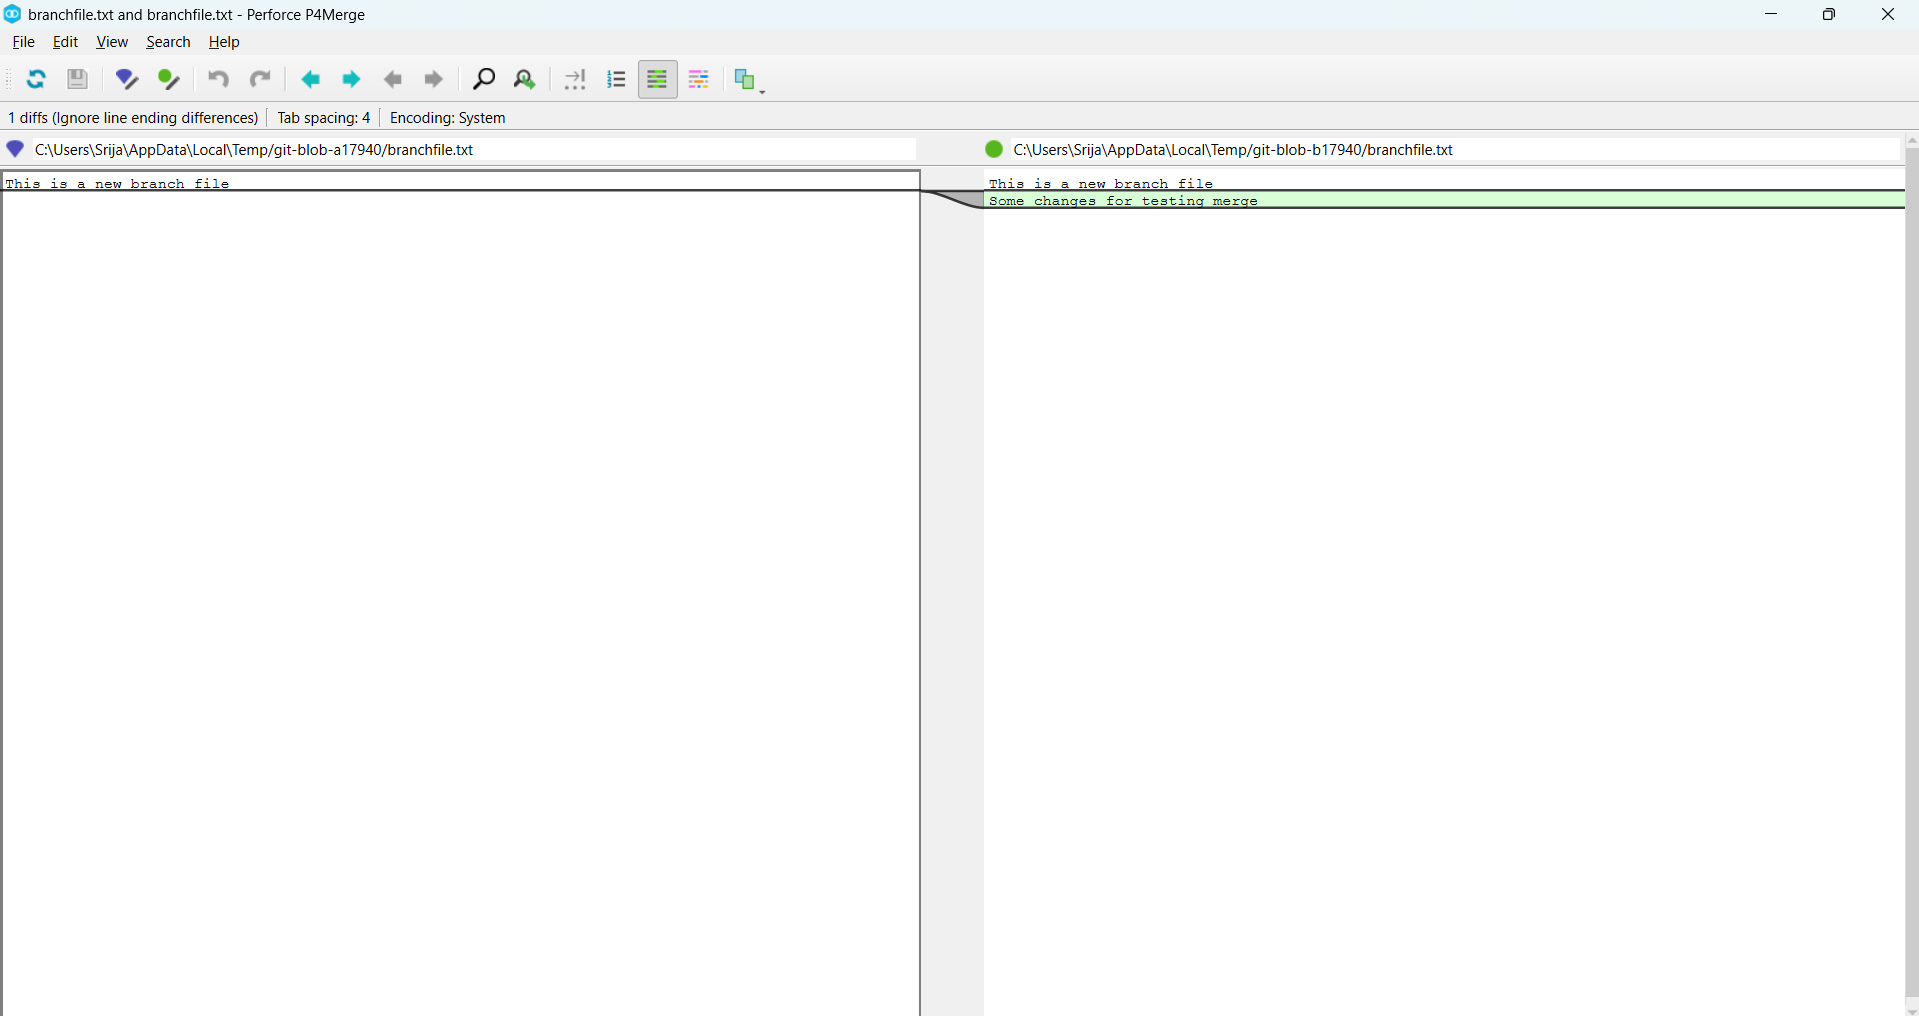 branchfile.txt and branchfile.txt - Perforce P4Merge
File Edit View Search Help
1 diffs (Ignore line ending differences) Tab spacing: 4 Encoding: System
C:\Users\Srija\AppData\Local\Temp/git-blob-a17940/branchfile.txt
C:\Users\Srija\AppData\Local\Temp/git-blob-b17940/branchfile.txt
This is a new branch file
This is a new branch file
Some changes for testing merge